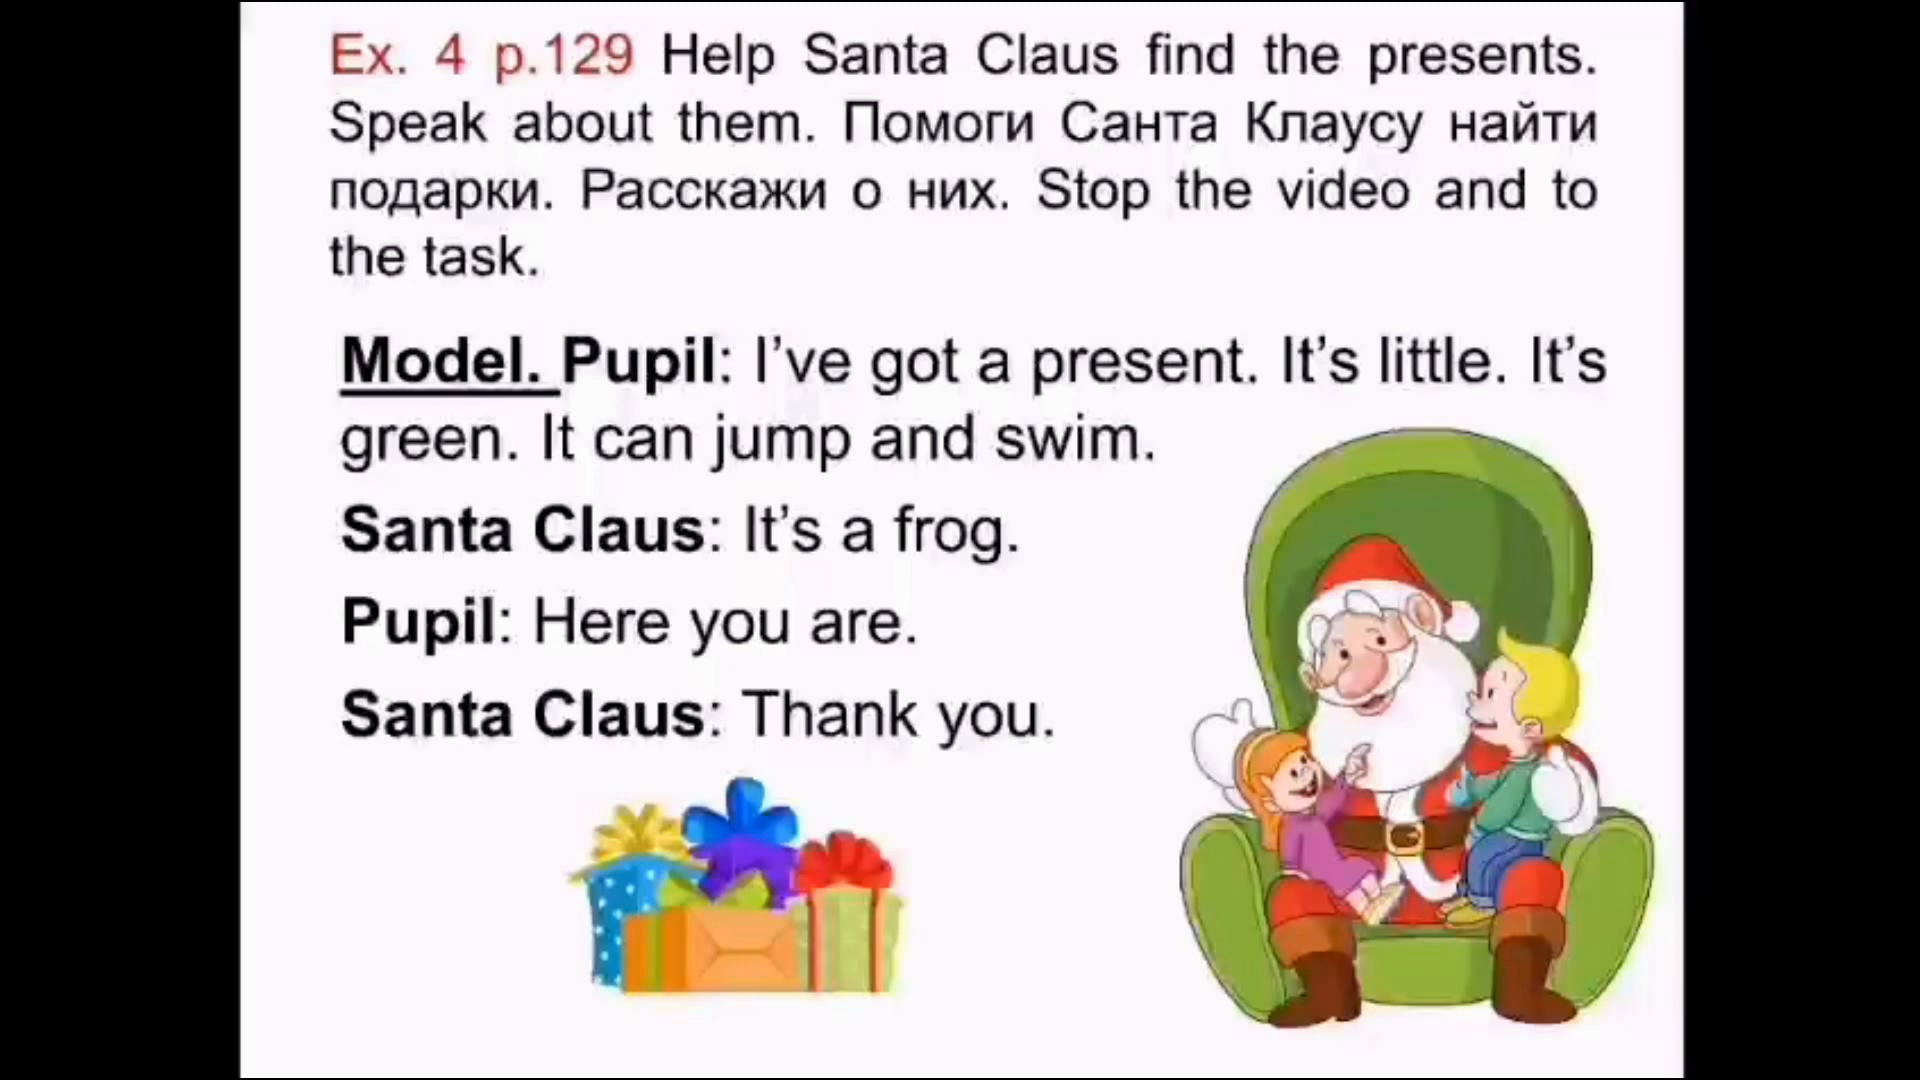 Ex. 4 p.129 Help Santa Claus find the presents.
Speak about them. Помоги Санта Клаусу найти
подарки. Расскажи о них. Stop the video and to
the task.
Model. Pupil: I’ve got a present. It’s little. It’s
green. It can jump and swim.
Santa Claus: It’s a frog.
Pupil: Here you are.
Santa Claus: Thank you.